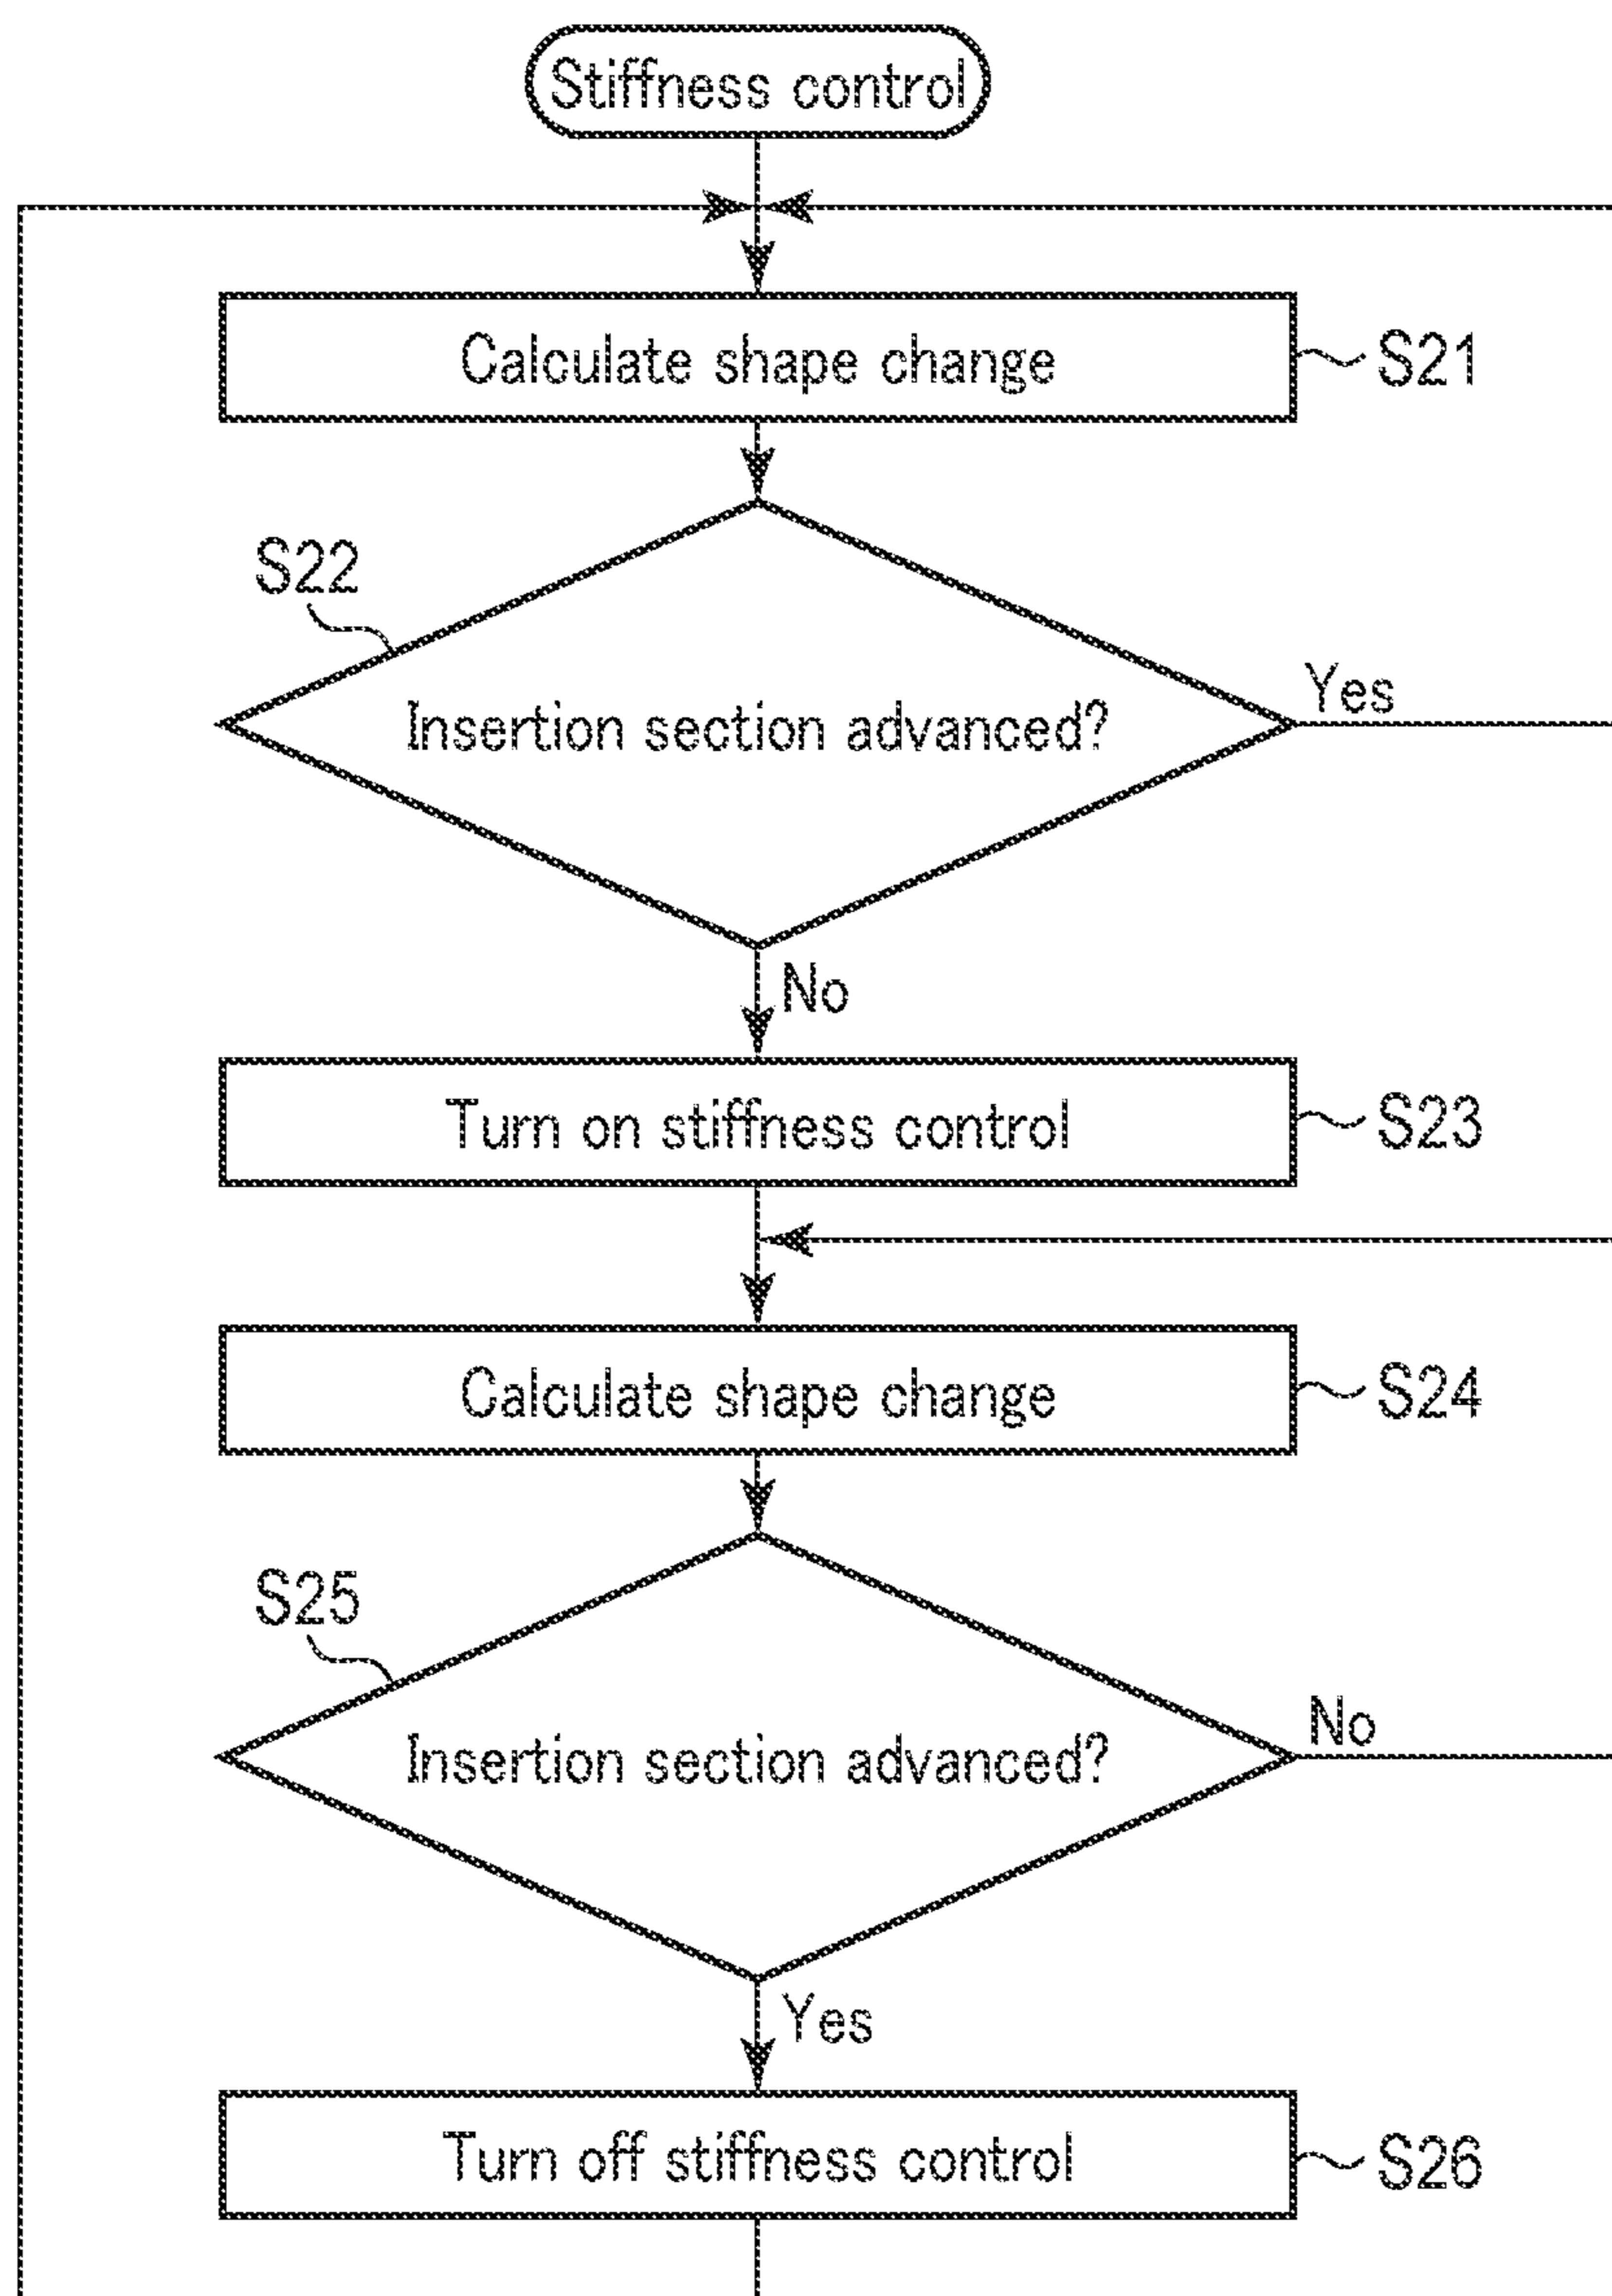 Stiffness control
Calculate shape change
S21
S22
Insertion section advanced?
Yes
No
Turn on stiffness control
S23
Calculate shape change
S24
S25
Insertion section advanced?
No
Yes
Turn off stiffness control
S26